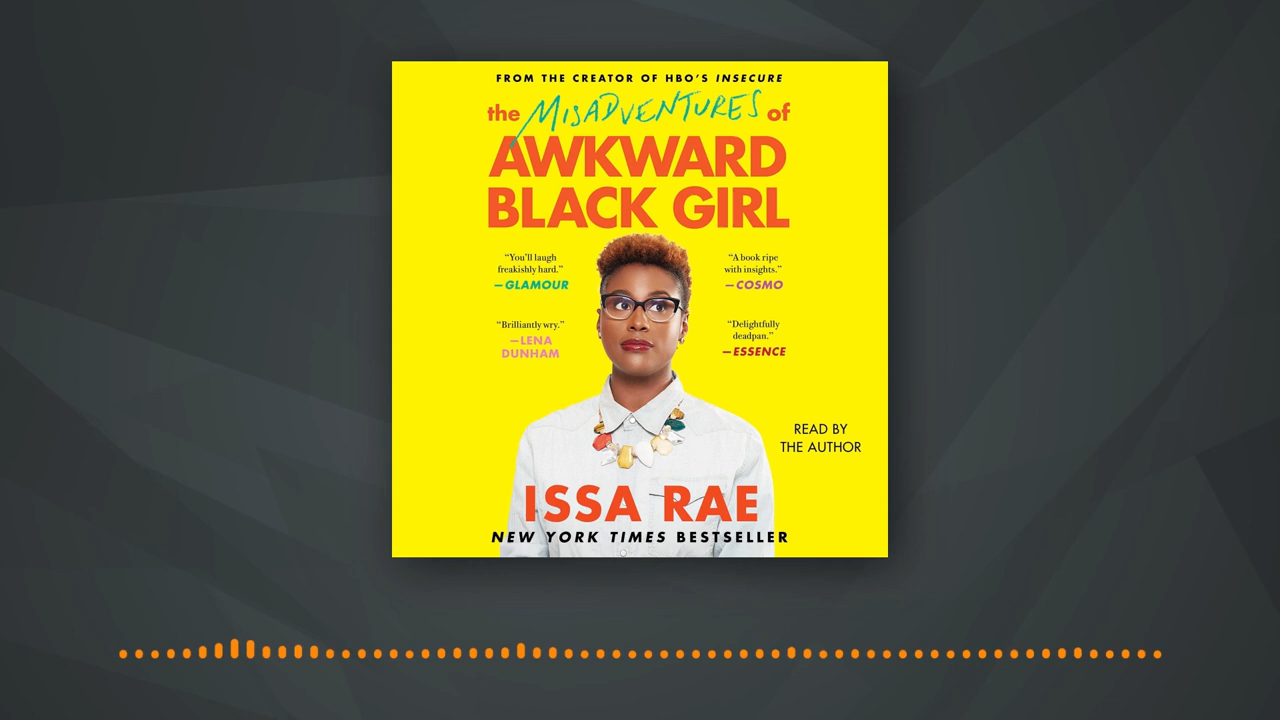 FROM THE CREATOR OF HBO'S INSECURE
the MISADVENTURES of
AWKWARD
BLACK GIRL
“You'll laugh
freakishly hard.”
—GLAMOUR
“A book ripe
with insights.”
—COSMO
“Brilliantly wry.”
—LENA
DUNHAM
“Delightfully
deadpan.”
—ESSENCE
READ BY
THE AUTHOR
ISSA RAE
NEW YORK TIMES BESTSELLER